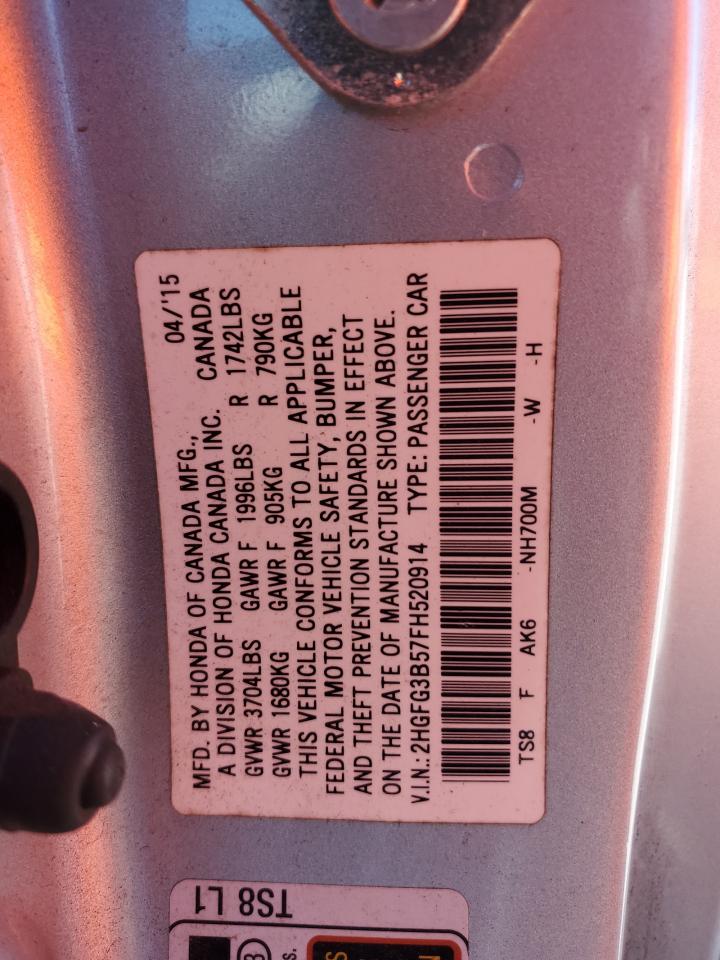 04/'15
MFD. BY HONDA OF CANADA MFG.,
A DIVISION OF HONDA CANADA INC. CANADA
GVWR 3704LBS GAWR F 1996LBS R 1742LBS
GVWR 1680KG GAWR F 905KG R 790KG
THIS VEHICLE CONFORMS TO ALL APPLICABLE
FEDERAL MOTOR VEHICLE SAFETY, BUMPER,
AND THEFT PREVENTION STANDARDS IN EFFECT
ON THE DATE OF MANUFACTURE SHOWN ABOVE.
V.I.N.: 2HGFG3B57FH520914 TYPE: PASSENGER CAR
TS8 F AK6 -NH700M -W -H
TS8 L1